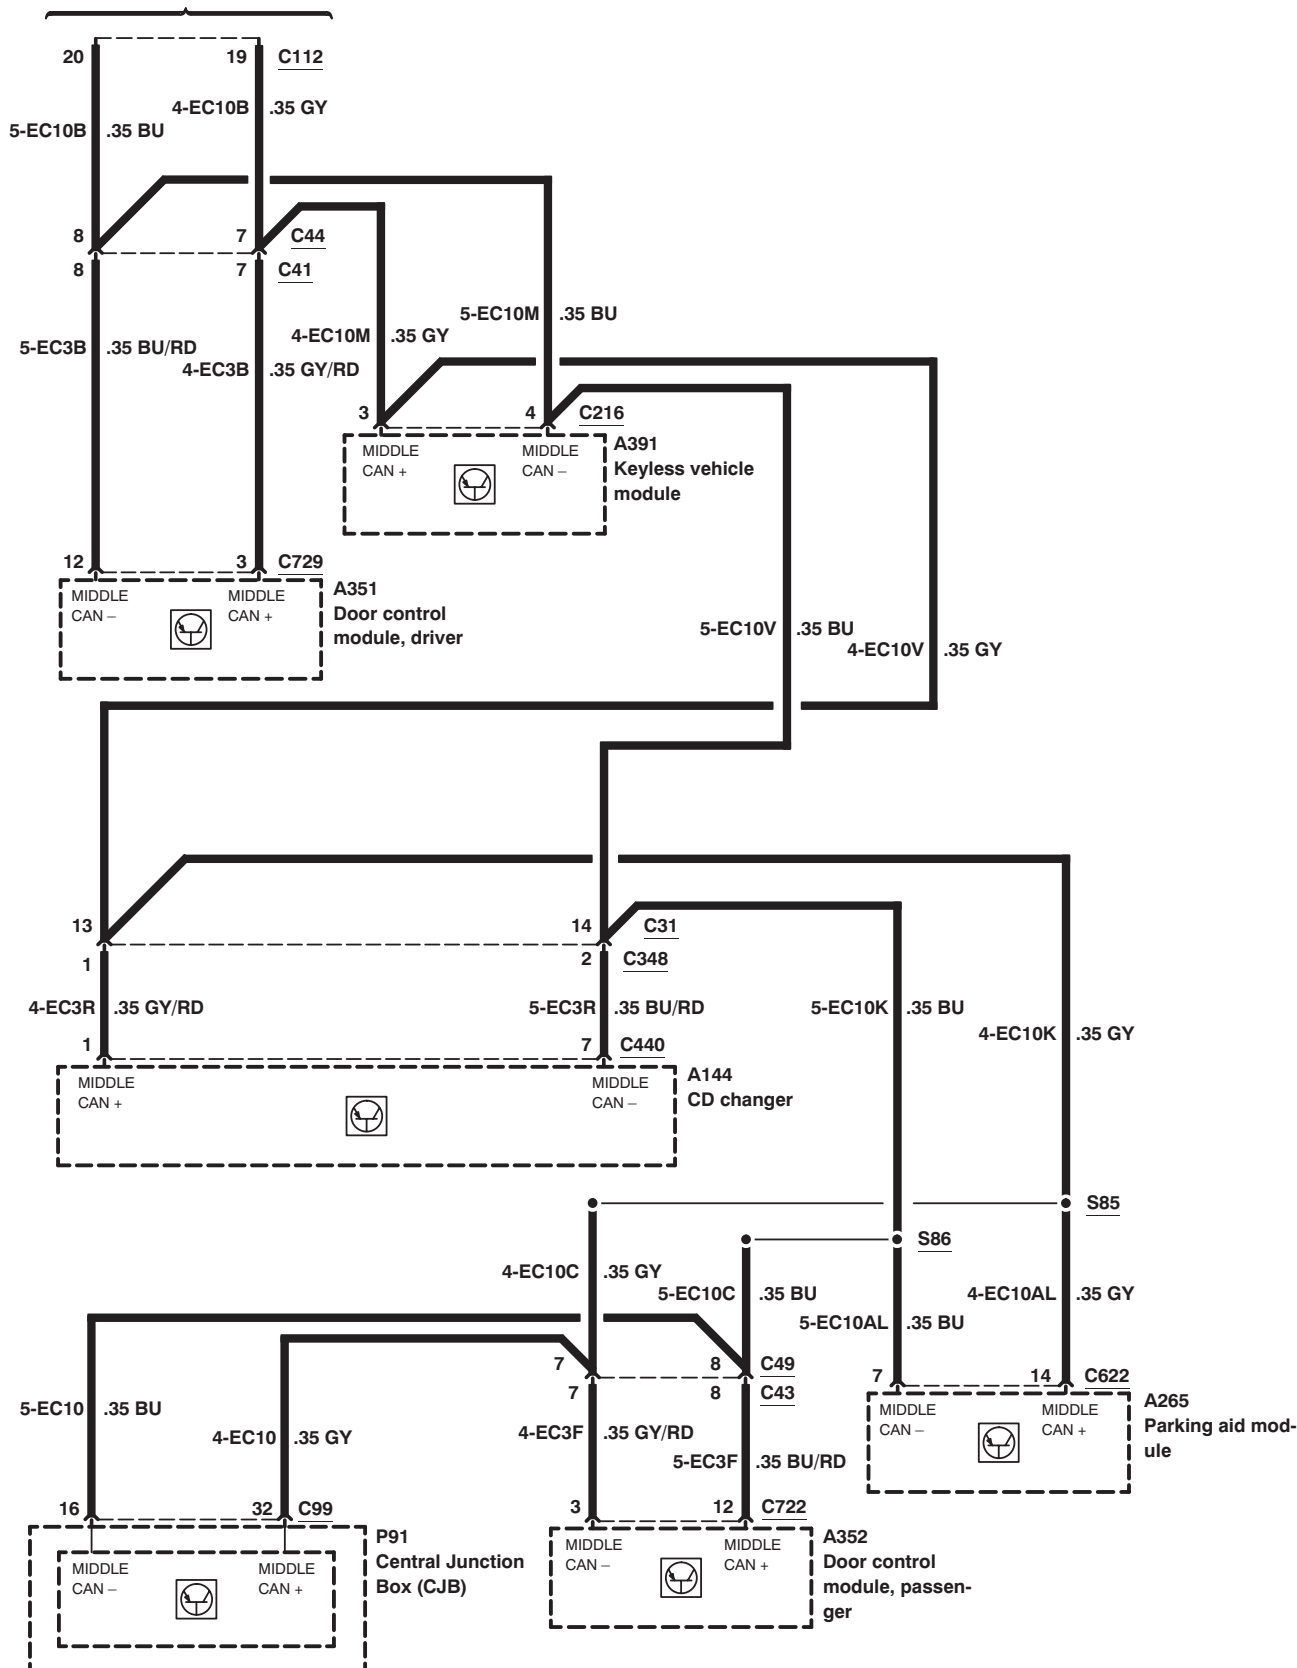 20 19 C112
4-EC10B .35 GY
5-EC10B .35 BU
8 7 C44
8 7 C41
5-EC10M .35 BU
4-EC10M .35 GY
5-EC3B .35 BU/RD
4-EC3B .35 GY/RD
3 4 C216
MIDDLE
CAN +
MIDDLE
CAN –
A391
Keyless vehicle
module
12 3 C729
MIDDLE
CAN –
MIDDLE
CAN +
A351
Door control
module, driver
5-EC10V .35 BU
4-EC10V .35 GY
13 14 C31
1 2 C348
4-EC3R .35 GY/RD
5-EC3R .35 BU/RD
5-EC10K .35 BU
4-EC10K .35 GY
1 7 C440
MIDDLE
CAN +
MIDDLE
CAN –
A144
CD changer
S85
S86
4-EC10C .35 GY
5-EC10C .35 BU
4-EC10AL .35 GY
5-EC10AL .35 BU
7 8 C49
7 8 C43
7 14 C622
MIDDLE
CAN –
MIDDLE
CAN +
A265
Parking aid mod-
ule
5-EC10 .35 BU
4-EC10 .35 GY
4-EC3F .35 GY/RD
5-EC3F .35 BU/RD
16 32 C99
MIDDLE
CAN –
MIDDLE
CAN +
P91
Central Junction
Box (CJB)
3 12 C722
MIDDLE
CAN –
MIDDLE
CAN +
A352
Door control
module, passen-
ger